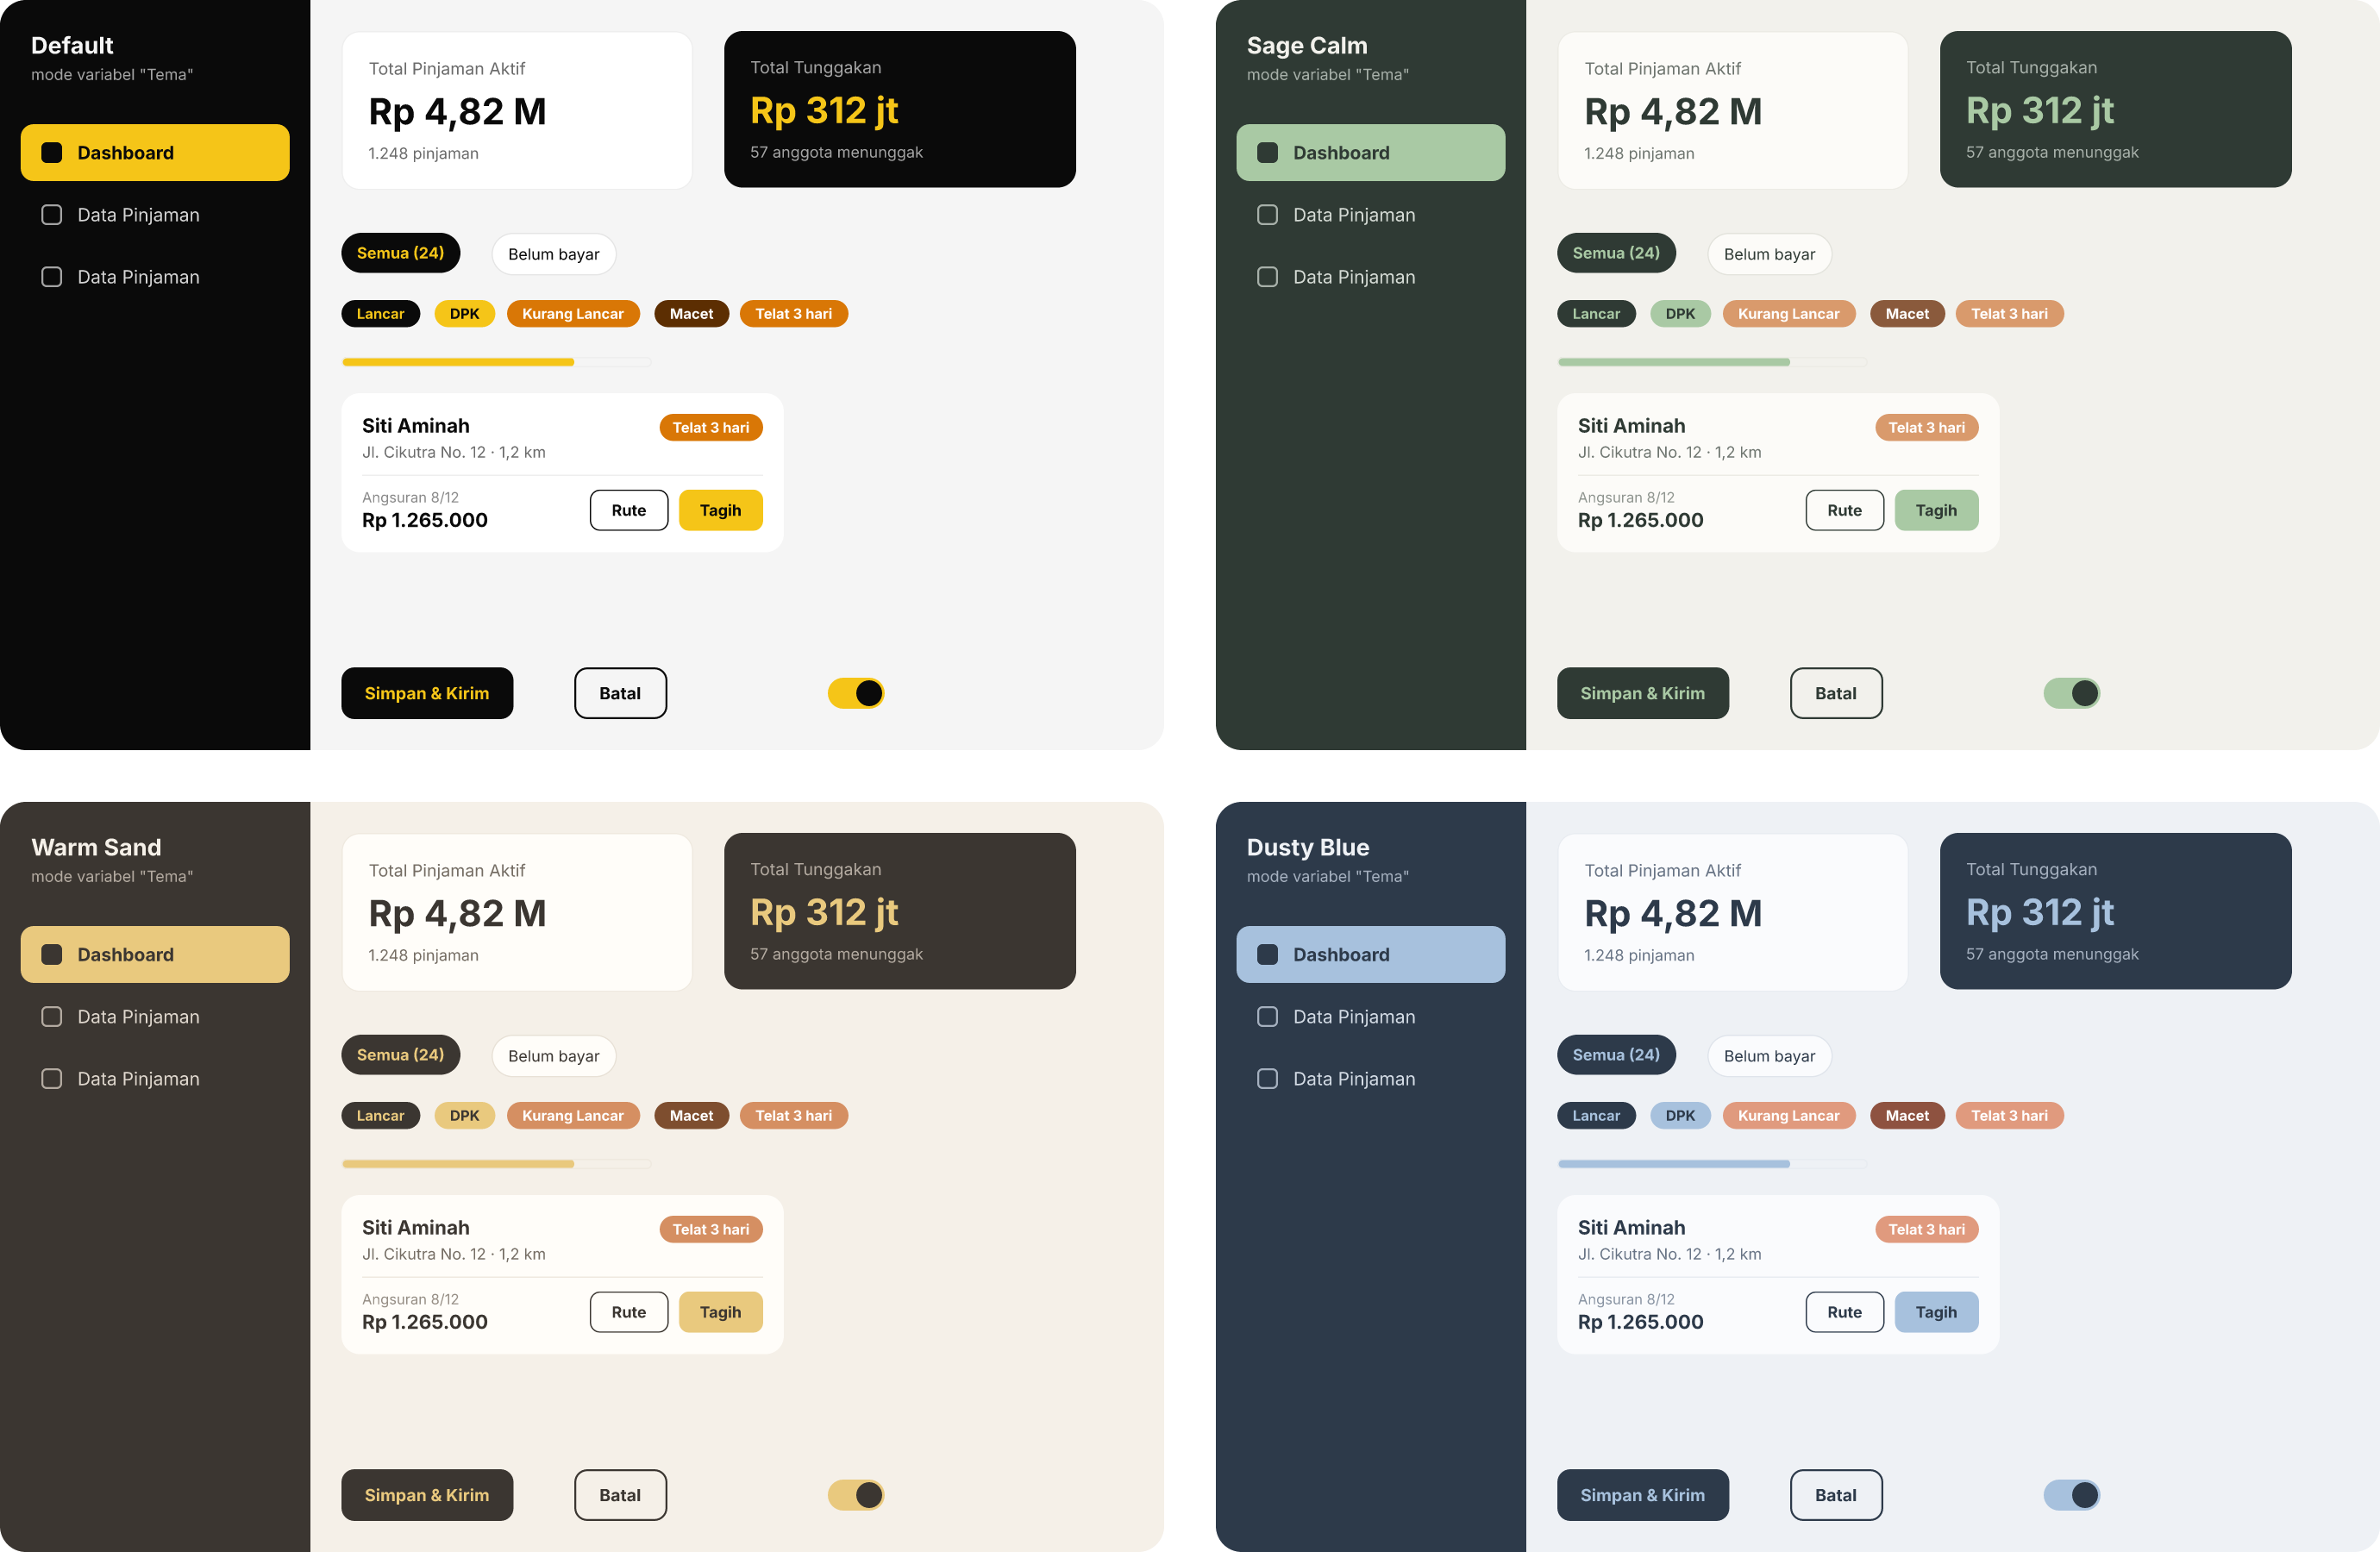 Default
mode variabel "Tema"
Dashboard
Data Pinjaman
Data Pinjaman
Total Pinjaman Aktif
Rp 4,82 M
1.248 pinjaman
Total Tunggakan
Rp 312 jt
57 anggota menunggak
Semua (24)
Belum bayar
Lancar
DPK
Kurang Lancar
Macet
Telat 3 hari
Siti Aminah
Telat 3 hari
Jl. Cikutra No. 12 · 1,2 km
Angsuran 8/12
Rp 1.265.000
Rute
Tagih
Simpan & Kirim
Batal
Sage Calm
mode variabel "Tema"
Dashboard
Data Pinjaman
Data Pinjaman
Total Pinjaman Aktif
Rp 4,82 M
1.248 pinjaman
Total Tunggakan
Rp 312 jt
57 anggota menunggak
Semua (24)
Belum bayar
Lancar
DPK
Kurang Lancar
Macet
Telat 3 hari
Siti Aminah
Telat 3 hari
Jl. Cikutra No. 12 · 1,2 km
Angsuran 8/12
Rp 1.265.000
Rute
Tagih
Simpan & Kirim
Batal
Warm Sand
mode variabel "Tema"
Dashboard
Data Pinjaman
Data Pinjaman
Total Pinjaman Aktif
Rp 4,82 M
1.248 pinjaman
Total Tunggakan
Rp 312 jt
57 anggota menunggak
Semua (24)
Belum bayar
Lancar
DPK
Kurang Lancar
Macet
Telat 3 hari
Siti Aminah
Telat 3 hari
Jl. Cikutra No. 12 · 1,2 km
Angsuran 8/12
Rp 1.265.000
Rute
Tagih
Simpan & Kirim
Batal
Dusty Blue
mode variabel "Tema"
Dashboard
Data Pinjaman
Data Pinjaman
Total Pinjaman Aktif
Rp 4,82 M
1.248 pinjaman
Total Tunggakan
Rp 312 jt
57 anggota menunggak
Semua (24)
Belum bayar
Lancar
DPK
Kurang Lancar
Macet
Telat 3 hari
Siti Aminah
Telat 3 hari
Jl. Cikutra No. 12 · 1,2 km
Angsuran 8/12
Rp 1.265.000
Rute
Tagih
Simpan & Kirim
Batal